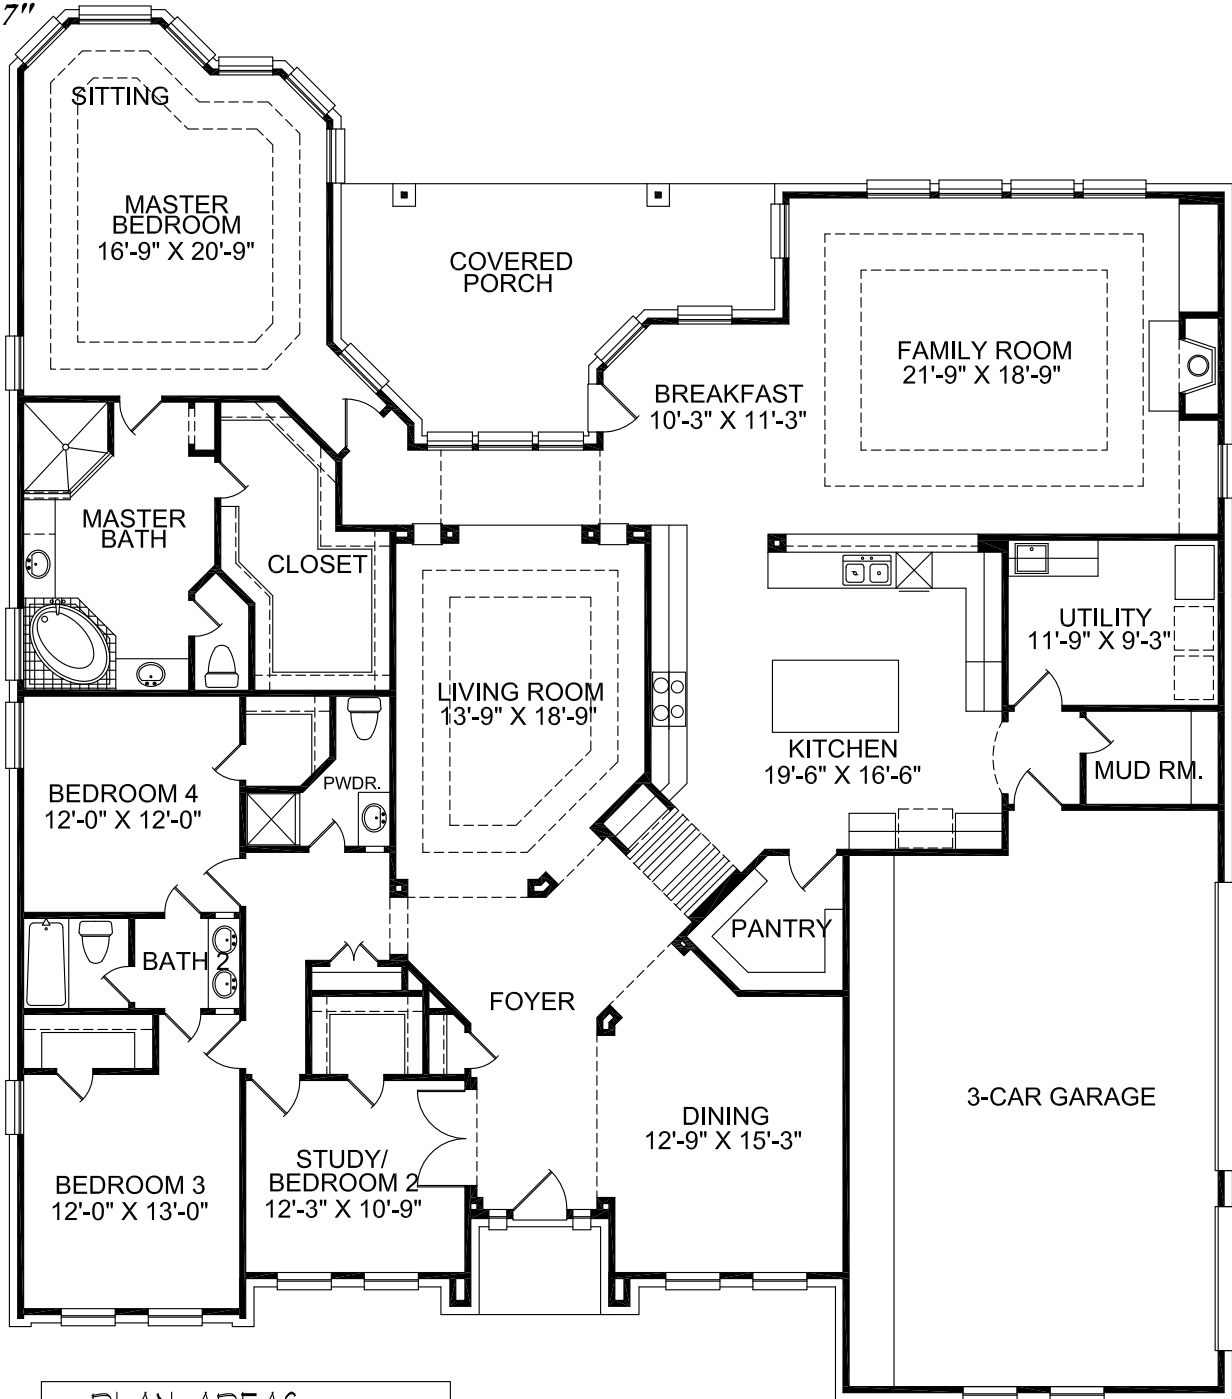 7"
SITTING
MASTER
BEDROOM
16'-9" X 20'-9"
COVERED
PORCH
FAMILY ROOM
21'-9" X 18'-9"
BREAKFAST
10'-3" X 11'-3"
MASTER
BATH
CLOSET
UTILITY
11'-9" X 9'-3"
LIVING ROOM
13'-9" X 18'-9"
KITCHEN
19'-6" X 16'-6"
MUD RM.
PWDR.
BEDROOM 4
12'-0" X 12'-0"
PANTRY
BATH 2
FOYER
3-CAR GARAGE
DINING
12'-9" X 15'-3"
STUDY/
BEDROOM 2
12'-3" X 10'-9"
BEDROOM 3
12'-0" X 13'-0"
PLAN AREAS